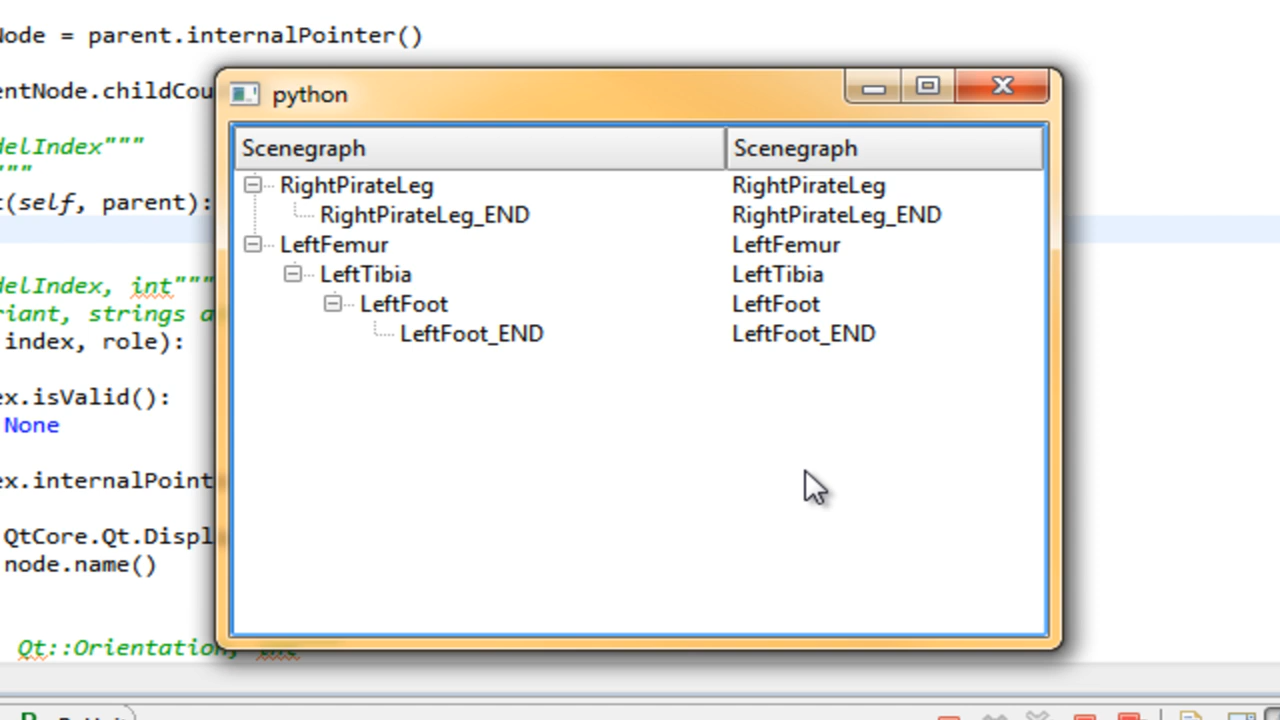 Node = parent.internalPointer()
entNode.childCou
delIndex"""
"""
t(self, parent):
delIndex, int"""
riant, strings a
index, role):
ex.isValid():
None
ex.internalPoint
QtCore.Qt.Displ
node.name()
Qt::Orientation, int
python
Scenegraph Scenegraph
RightPirateLeg RightPirateLeg
RightPirateLeg_END RightPirateLeg_END
LeftFemur LeftFemur
LeftTibia LeftTibia
LeftFoot LeftFoot
LeftFoot_END LeftFoot_END